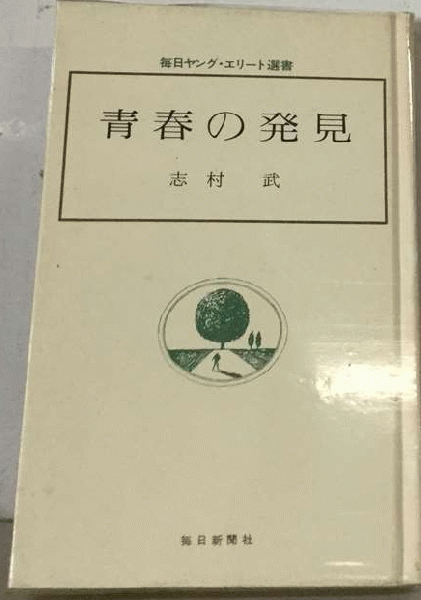 毎日ヤング・エリート選書
青春の発見
志村 武
毎日新聞社